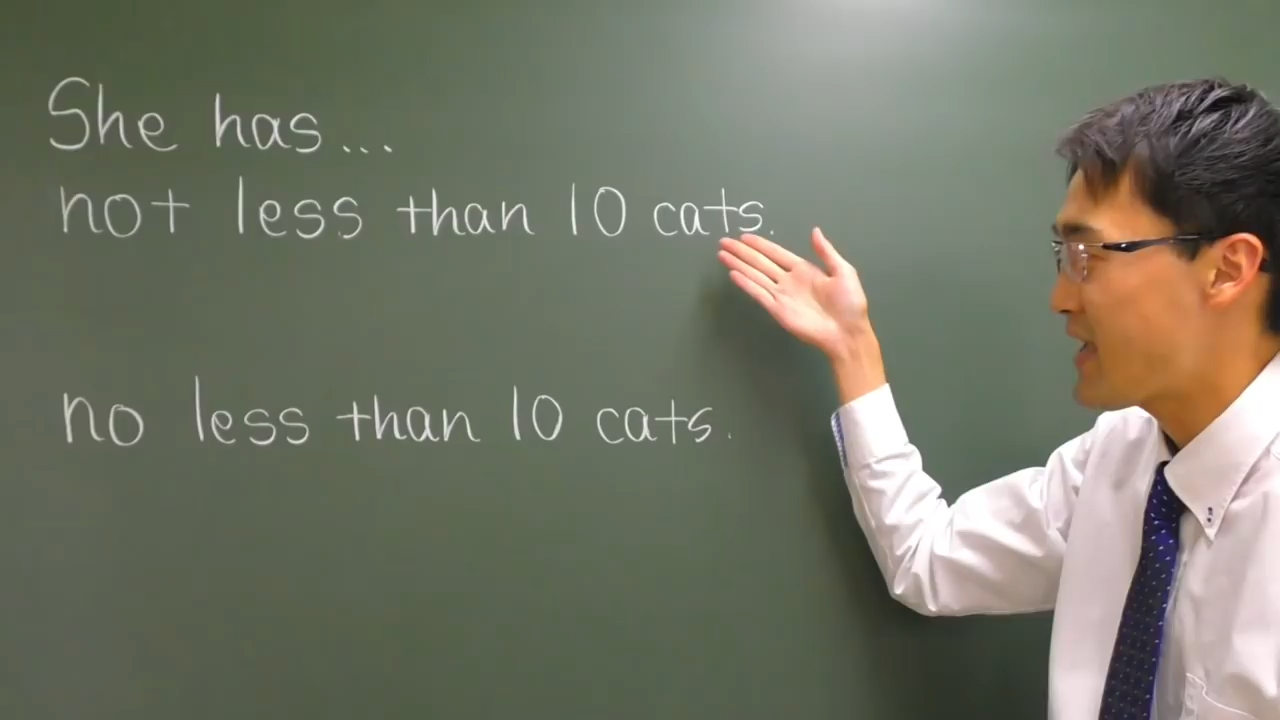 She has...
not less than 10 cats.
no less than 10 cats.